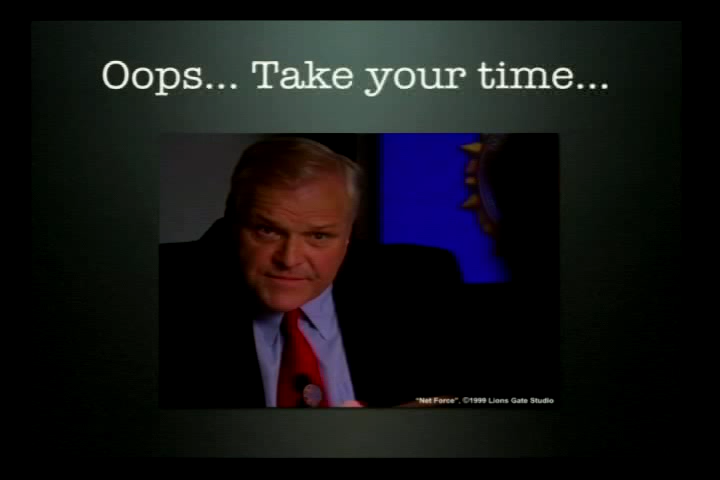 Oops... Take your time...
"Net Force", ©1999 Lions Gate Studio